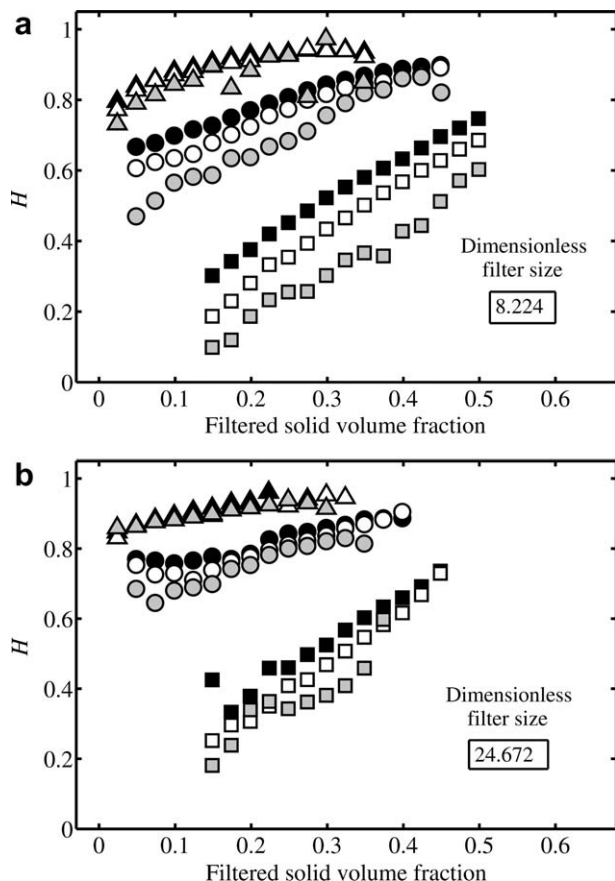 a
1
0.8
0.6
0.4
0.2
0
H
Dimensionless
filter size
8.224
0 0.1 0.2 0.3 0.4 0.5 0.6
Filtered solid volume fraction
b
1
0.8
0.6
0.4
0.2
0
H
Dimensionless
filter size
24.672
0 0.1 0.2 0.3 0.4 0.5 0.6
Filtered solid volume fraction